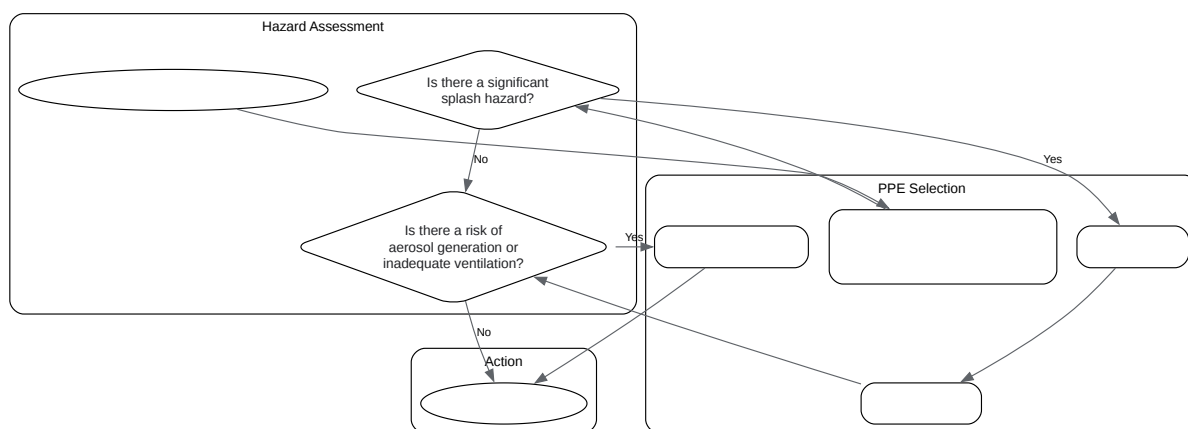 Hazard Assessment
Is there a significant
splash hazard?
Yes
No
PPE Selection
Is there a risk of
aerosol generation or
inadequate ventilation?
Yes
No
Action